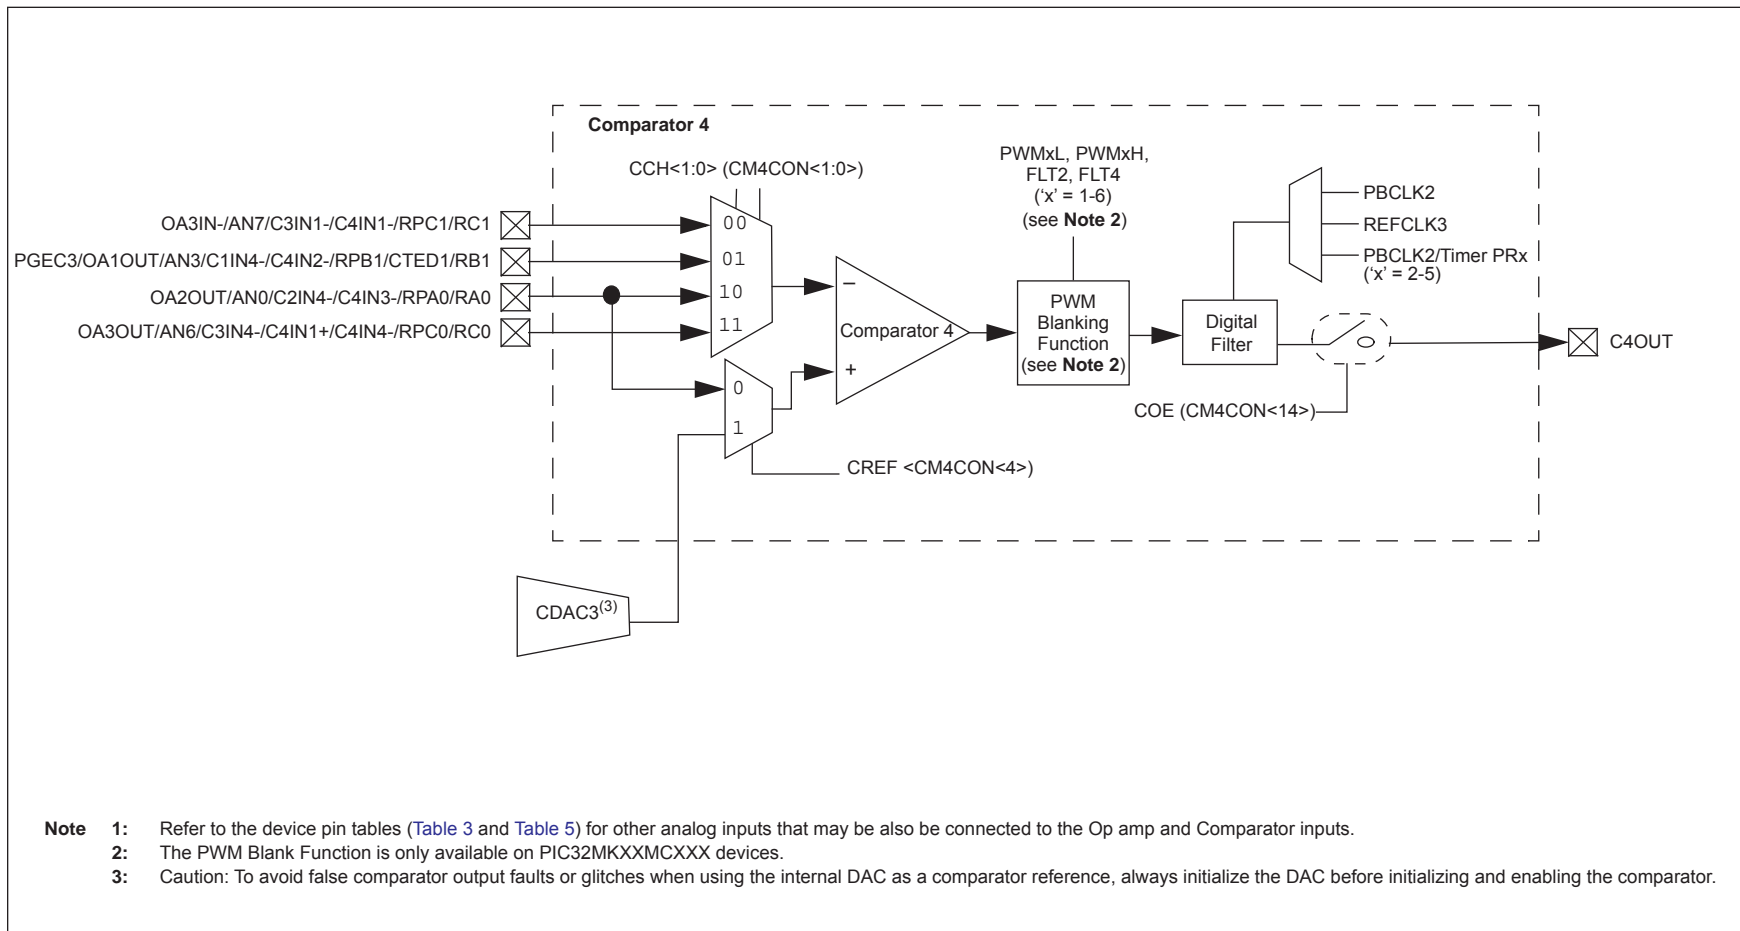 Comparator 4
CCH<1:0> (CM4CON<1:0>)
PWMxL, PWMxH,
FLT2, FLT4
(‘x’ = 1-6)
(see Note 2)
PBCLK2
REFCLK3
PBCLK2/Timer PRx
(‘x’ = 2-5)
OA3IN-/AN7/C3IN1-/C4IN1-/RPC1/RC1
PGEC3/OA1OUT/AN3/C1IN4-/C4IN2-/RPB1/CTED1/RB1
OA2OUT/AN0/C2IN4-/C4IN3-/RPA0/RA0
OA3OUT/AN6/C3IN4-/C4IN1+/C4IN4-/RPC0/RC0
00
01
10
11
–
Comparator 4
+
PWM
Blanking
Function
(see Note 2)
Digital
Filter
C4OUT
0
1
COE (CM4CON<14>)
CREF <CM4CON<4>)
CDAC3(3)
Note 1: Refer to the device pin tables (Table 3 and Table 5) for other analog inputs that may be also be connected to the Op amp and Comparator inputs.
2: The PWM Blank Function is only available on PIC32MKXXMCXXX devices.
3: Caution: To avoid false comparator output faults or glitches when using the internal DAC as a comparator reference, always initialize the DAC before initializing and enabling the comparator.